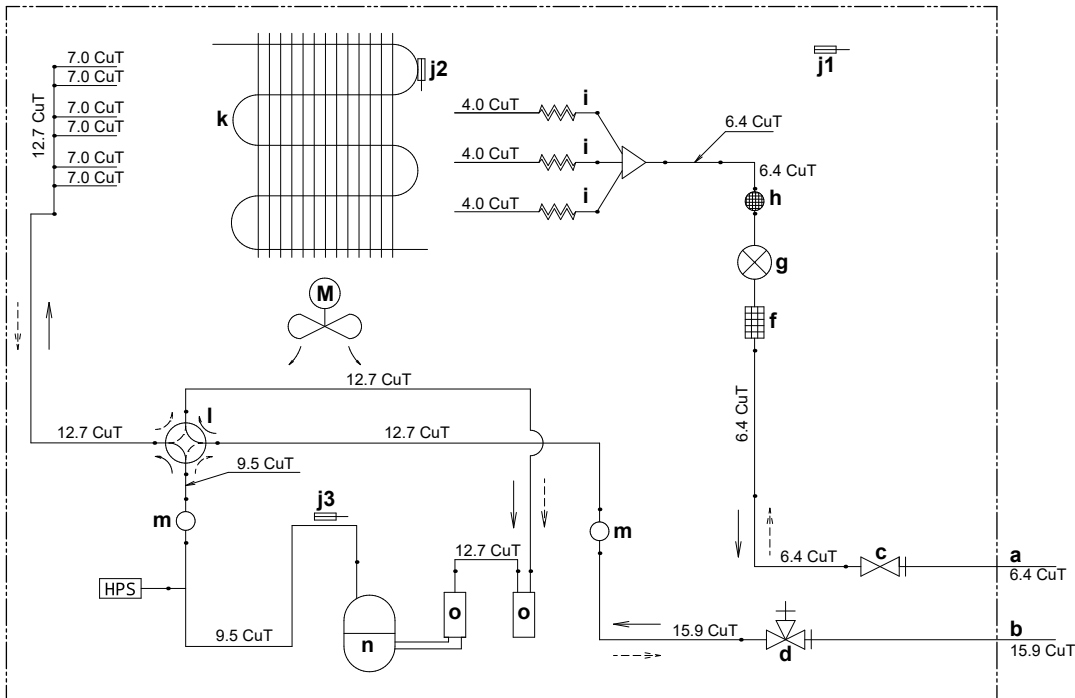 7.0 CuT
7.0 CuT
7.0 CuT
7.0 CuT
7.0 CuT
7.0 CuT
12.7 CuT
k
j2
j1
4.0 CuT
i
4.0 CuT
i
4.0 CuT
i
6.4 CuT
6.4 CuT
h
g
f
M
12.7 CuT
l
12.7 CuT
12.7 CuT
9.5 CuT
6.4 CuT
m
j3
m
12.7 CuT
6.4 CuT
c
a
6.4 CuT
HPS
o
o
n
9.5 CuT
15.9 CuT
d
b
15.9 CuT